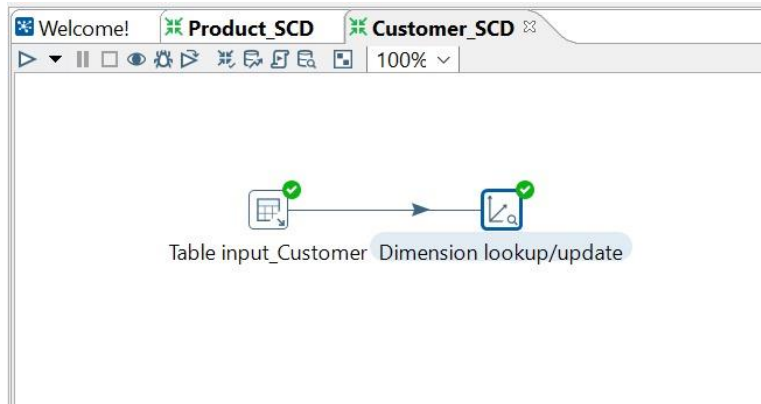 Welcome! Product_SCD Customer_SCD
100%
Table input_Customer Dimension lookup/update